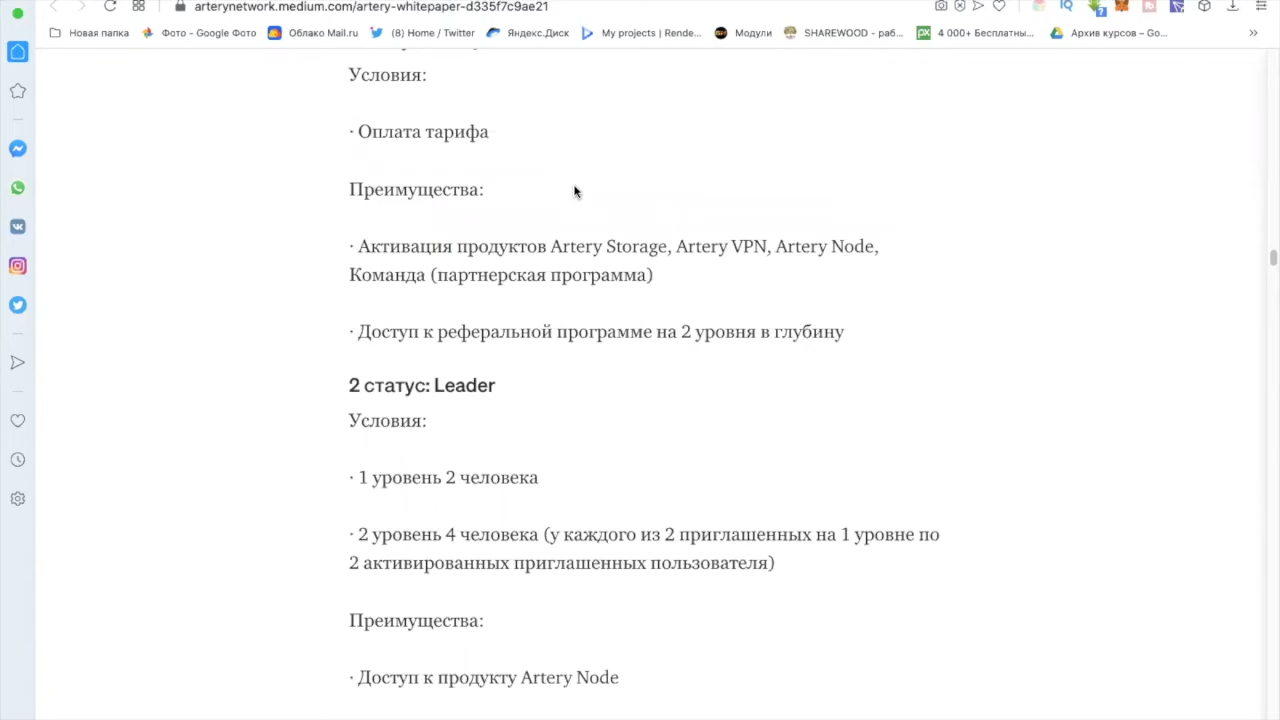 arterynetwork.medium.com/artery-whitepaper-d335f7c9ae21
Новая папка
Фото - Google Фото
Облако Mail.ru
(8) Home / Twitter
Яндекс.Диск
My projects | Rende...
Модули
SHAREWOOD - раб...
4 000+ Бесплатны...
Архив курсов – Go...
Условия:
· Оплата тарифа
Преимущества:
· Активация продуктов Artery Storage, Artery VPN, Artery Node,
Команда (партнерская программа)
· Доступ к реферальной программе на 2 уровня в глубину
2 статус: Leader
Условия:
· 1 уровень 2 человека
· 2 уровень 4 человека (у каждого из 2 приглашенных на 1 уровне по
2 активированных приглашенных пользователя)
Преимущества:
· Доступ к продукту Artery Node